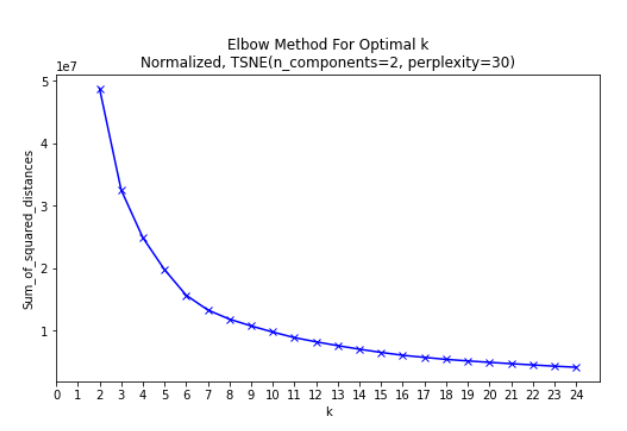 Elbow Method For Optimal k
Normalized, TSNE(n_components=2, perplexity=30)
1e7
5
4
3
2
1
Sum_of_squared_distances
0 1 2 3 4 5 6 7 8 9 10 11 12 13 14 15 16 17 18 19 20 21 22 23 24
k